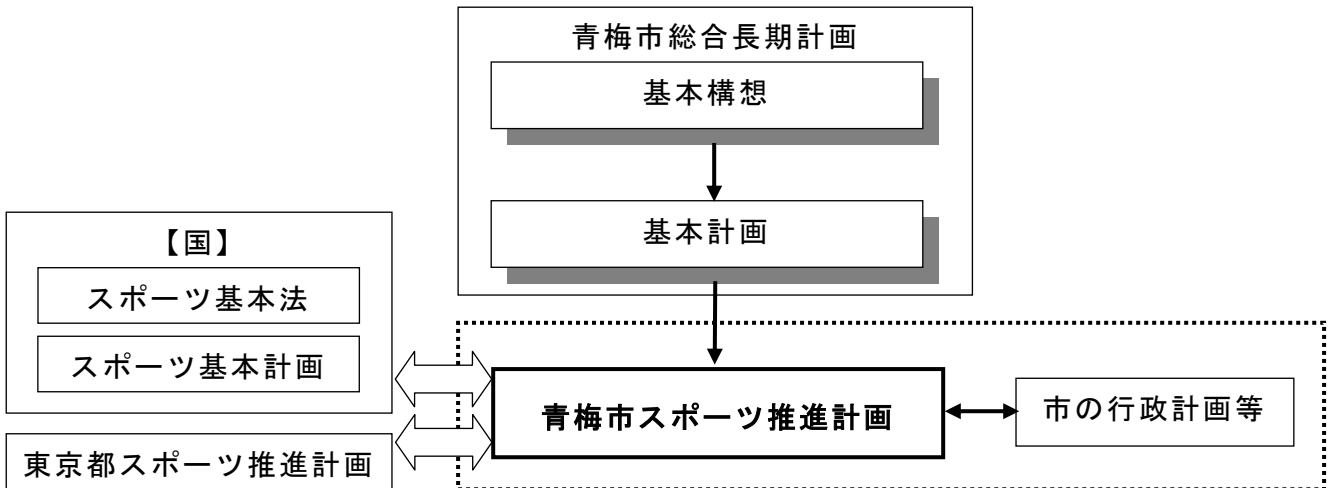 青梅市総合長期計画
基本構想
基本計画
【国】
スポーツ基本法
スポーツ基本計画
青梅市スポーツ推進計画
市の行政計画等
東京都スポーツ推進計画